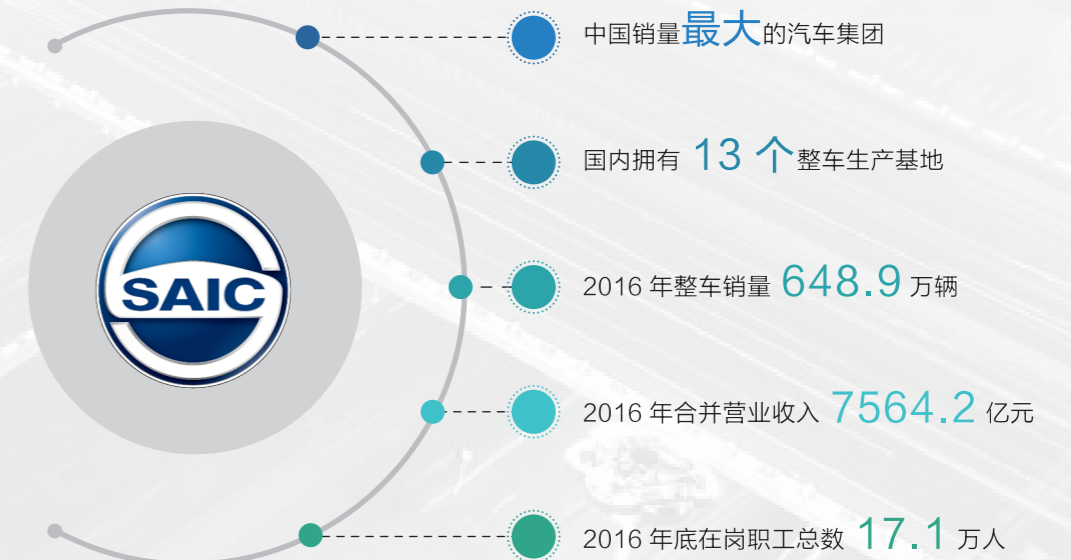 中国销量最大的汽车集团
国内拥有 13 个整车生产基地
SAIC
2016 年整车销量 648.9 万辆
2016 年合并营业收入 7564.2 亿元
2016 年底在岗职工总数 17.1 万人